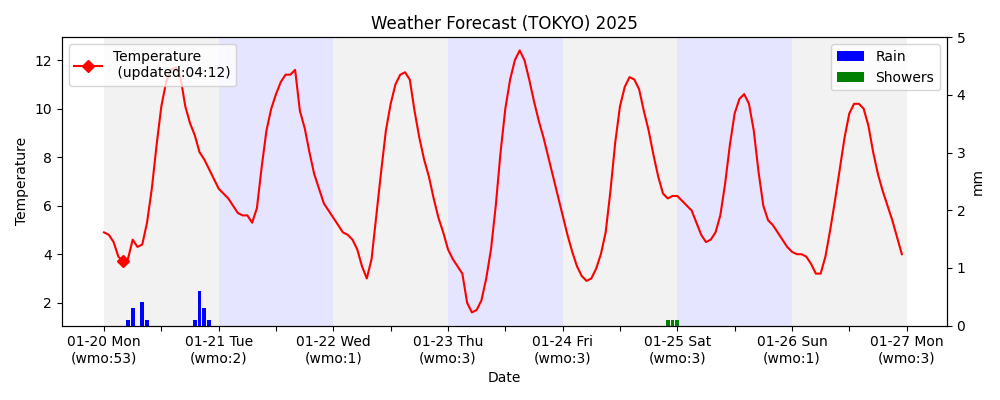 Weather Forecast (TOKYO) 2025
Temperature
(updated:04:12)
Rain
Showers
Temperature
12
10
8
6
4
2
5
4
3
2
1
0
mm
01-20 Mon
(wmo:53)
01-21 Tue
(wmo:2)
01-22 Wed
(wmo:1)
01-23 Thu
(wmo:3)
01-24 Fri
(wmo:3)
01-25 Sat
(wmo:3)
01-26 Sun
(wmo:1)
01-27 Mon
(wmo:3)
Date